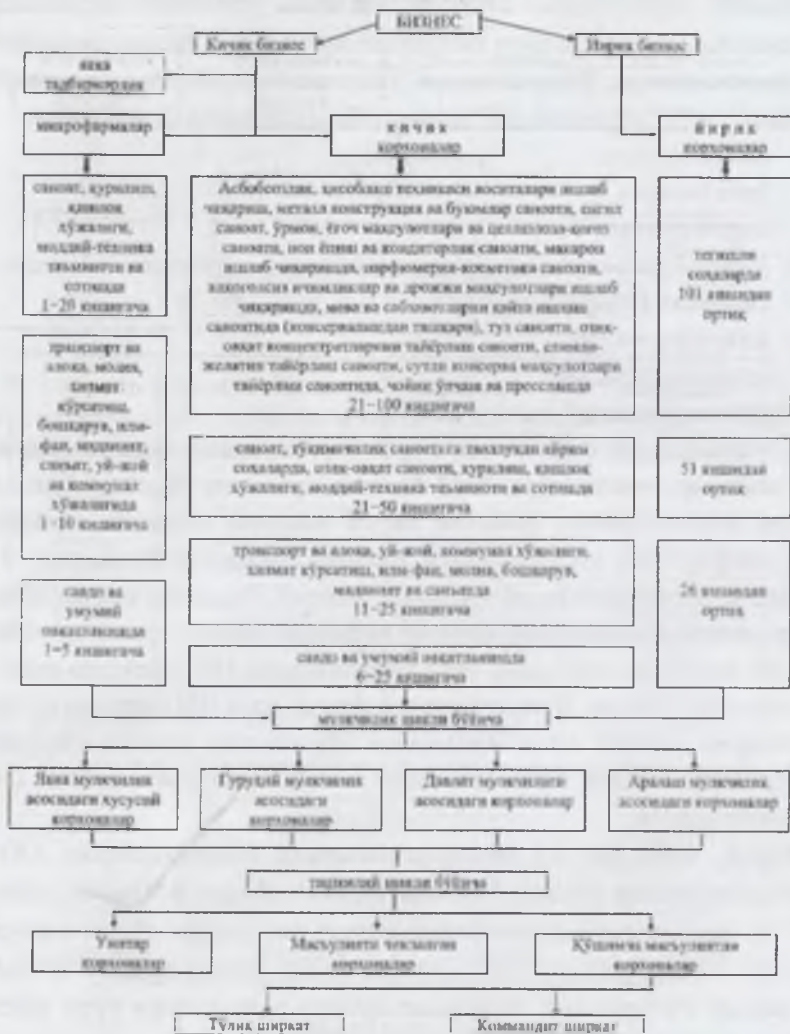 БИЗНЕС
Кичик бизнес
Йирик бизнес
якка
тадбиркордик
микрофирмалар
кичик
корхоналар
йирик
корхоналар
саноат, қурилиш,
қишлоқ
хўжалиги,
моддий-техника
таъминоти ва
сотишда
1−20 кишигача
Асбобсозлик, ҳисоблаш техникаси воситалари ишлаб
чиқариш, металл конструкция ва буюмлар саноати, енгил
саноат, ўрмон, ёғоч маҳсулотлари ва целлюлоза-қоғоз
саноати, нон ёпиш ва кондитерлик саноати, макарон
ишлаб чиқаришда, парфюмерия-косметика саноати,
алкоголсиз ичимликлар ва дрожжи маҳсулотлари ишлаб
чиқаришда, мева ва сабзавотларни қайта ишлаш
саноатида (консервалашдан ташқари), туз саноати, озиқ-
овқат концентратларини тайёрлаш саноати,
желатин тайёрлаш саноати, сутли консерва маҳсулотлари
тайёрлаш саноатида, чойни ўраш ва прессlashда
21−100 кишигача
тегишли
соҳаларда
101 кишидан
ортиқ
транспорт ва
алоқа, молия,
хизмат
кўрсатиш,
бошқарув, илм-
фан, маданият,
санъат, уй-жой
ва коммунал
хўжалигида
1−10 кишигача
саноат, тўқимачилик саноатига тааллуқли айрим
соҳаларда, озиқ-овқат саноати, қурилиш, қишлоқ
хўжалиги, моддий-техника таъминоти ва сотишда
21−50 кишигача
51 кишидан
ортиқ
транспорт ва алоқа, уй-жой, коммунал хўжалиги,
хизмат кўрсатиш, илм-фан, молия, бошқарув,
маданият ва санъатда
11−25 кишигача
26 кишидан
ортиқ
савдо ва
умумий
овқатланишда
1−5 кишигача
савдо ва умумий овқатланишда
6−25 кишигача
мулкчилик шакли бўйича
Якка мулкчилик
асосидаги хусусий
корхоналар
Гуруҳий мулкчилик
асосидаги
корхоналар
Давлат мулкчилиги
асосидаги корхоналар
Аралаш мулкчилик
асосидаги корхоналар
ташкилий шакли бўйича
Унитар
корхоналар
Масъулияти чекланган
корхоналар
Қўшимча масъулиятли
корхоналар
Тўлиқ ширкат
Коммандит ширкат